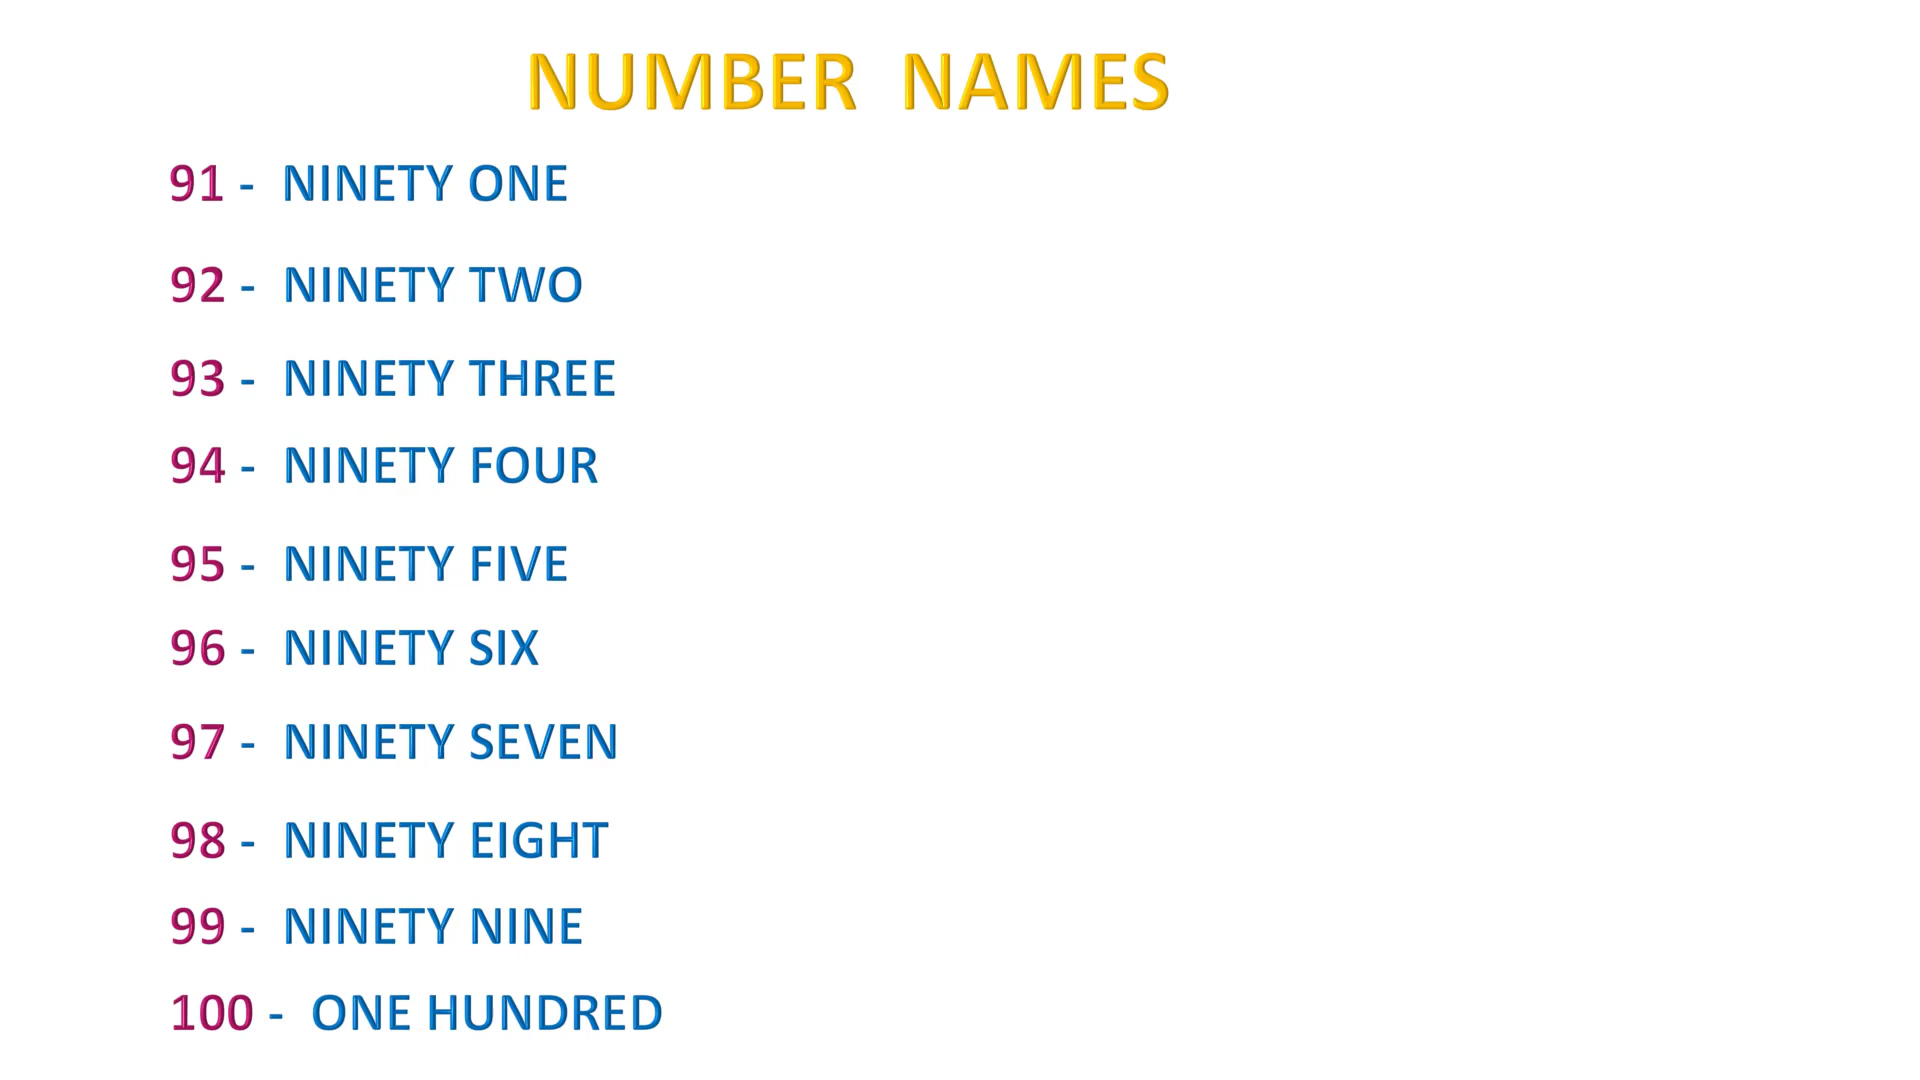 NUMBER NAMES
91 - NINETY ONE
92 - NINETY TWO
93 - NINETY THREE
94 - NINETY FOUR
95 - NINETY FIVE
96 - NINETY SIX
97 - NINETY SEVEN
98 - NINETY EIGHT
99 - NINETY NINE
100 - ONE HUNDRED